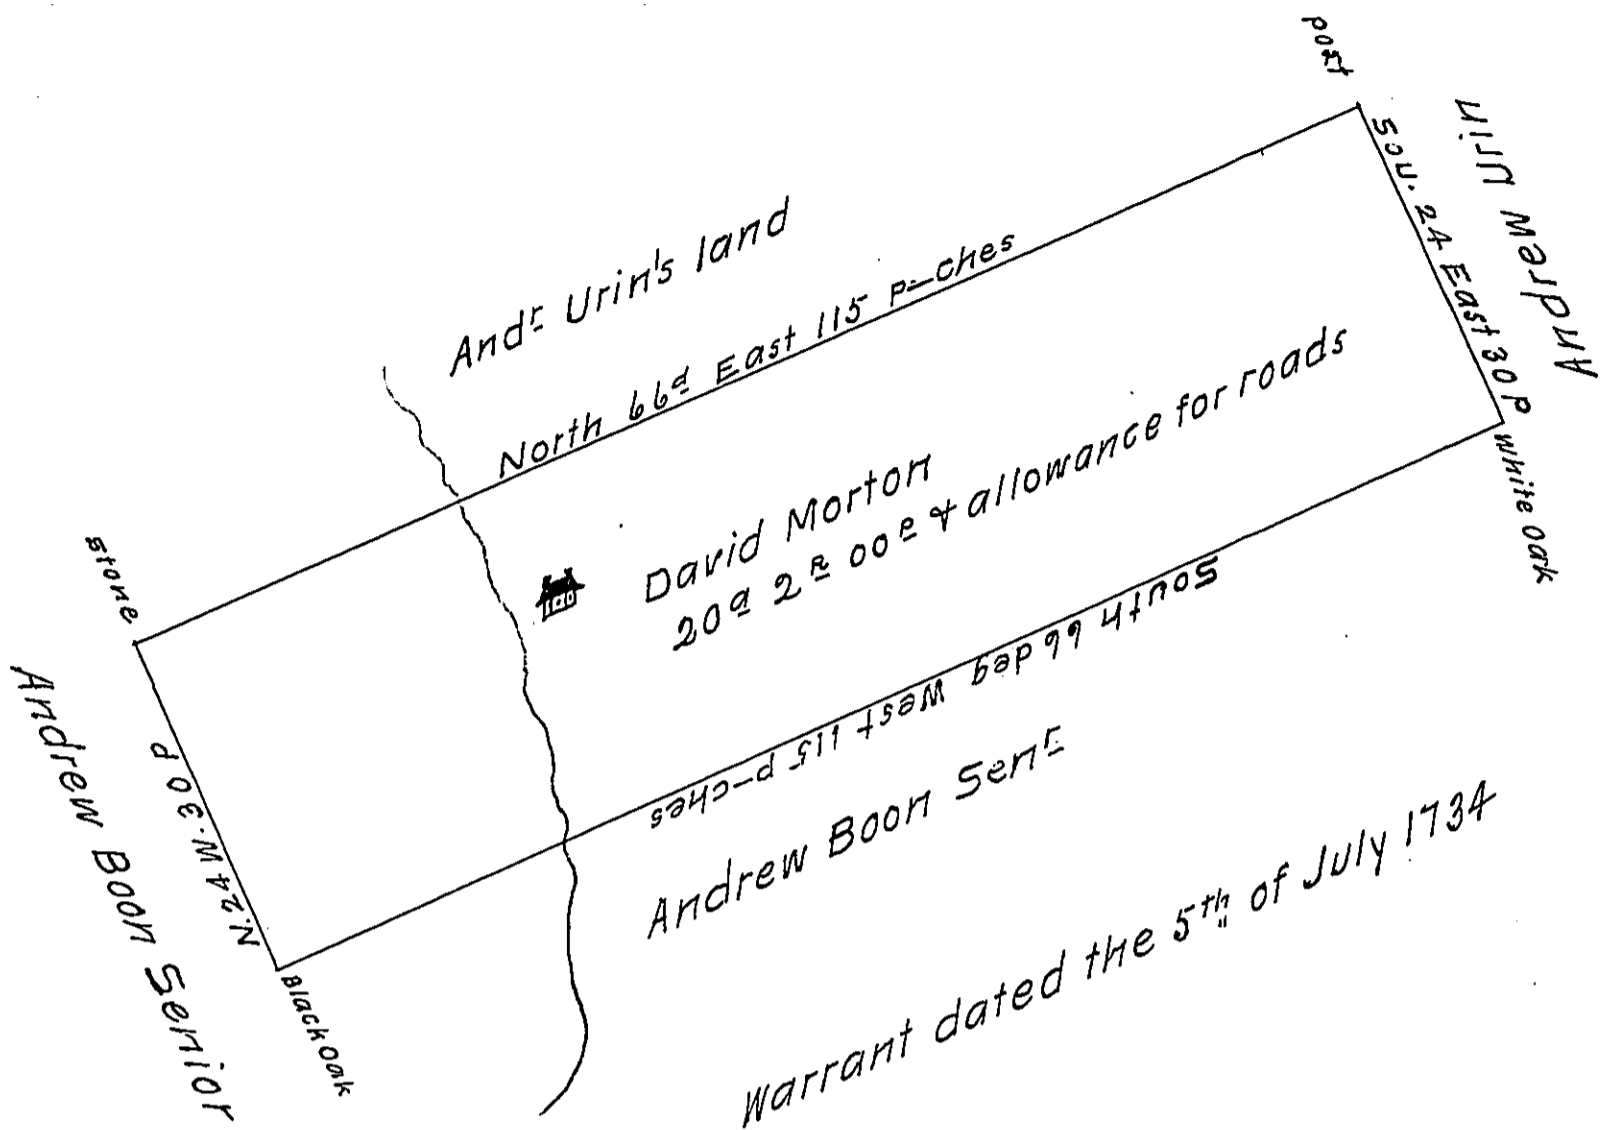 post
Andrew Urin
Sou. 24 East 30 p
Andʳ Urin's land
North 66ᵈ East 115 P–ches
White oak
David Morton
20ᵃ 2ᴿ 00ᴾ & allowance for roads
stone
South 66 deg West 115 p–ches
Andrew Boon Senʳ
N. 24 W. 30 p
Andrew Boon Senior
Black oak
Warrant dated the 5ᵗʰ of July 1734